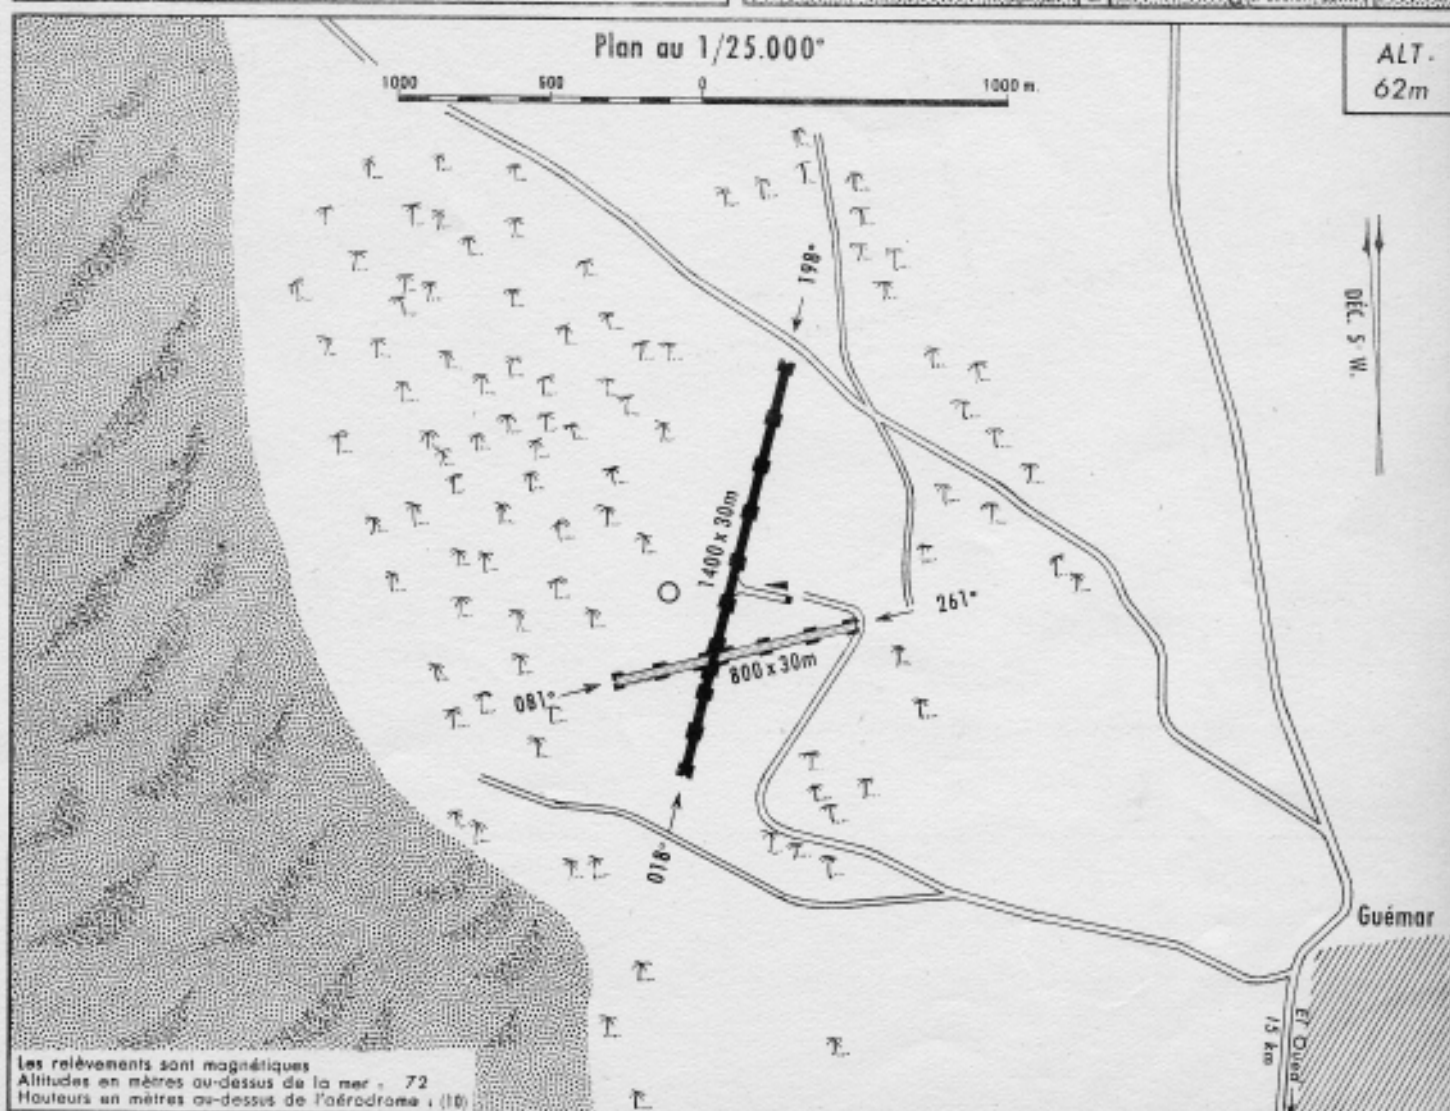 Plan au 1/25.000°
1000 500 0 1000 m.
ALT.
62m
198°
DÉC. 5° W.
1400 x 30m
261°
800 x 30m
081°
018°
Guémar
El Oued
15 km
Les relèvements sont magnétiques
Altitudes en mètres au-dessus de la mer : 72
Hauteurs en mètres au-dessus de l'aérodrome : (10)